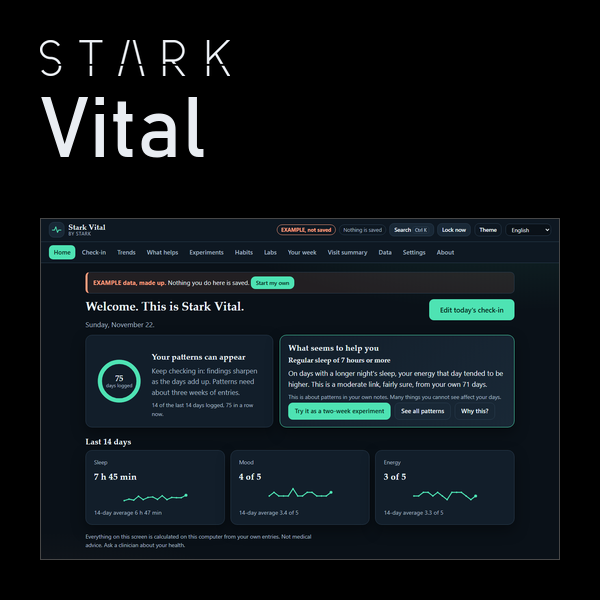 STARK
Vital
Stark Vital
BY STARK
EXAMPLE, not saved
Nothing is saved
Search Ctrl K
Lock now
Theme
English
Home Check-in Trends What helps Experiments Habits Labs Your week Visit summary Data Settings About
EXAMPLE data, made up. Nothing you do here is saved. Start my own
Welcome. This is Stark Vital.
Edit today's check-in
Sunday, November 22.
75
days logged
Your patterns can appear
Keep checking in: findings sharpen
as the days add up. Patterns need
about three weeks of entries.
14 of the last 14 days logged, 75 in a row
now.
What seems to help you
Regular sleep of 7 hours or more
On days with a longer night's sleep, your energy that day tended to be
higher. This is a moderate link, fairly sure, from your own 71 days.
This is about patterns in your own notes. Many things you cannot see affect your days.
Try it as a two-week experiment
See all patterns
Why this?
Last 14 days
Sleep
7 h 45 min
14-day average 6 h 47 min
Mood
4 of 5
14-day average 3.4 of 5
Energy
3 of 5
14-day average 3.3 of 5
Everything on this screen is calculated on this computer from your own entries. Not medical
advice. Ask a clinician about your health.